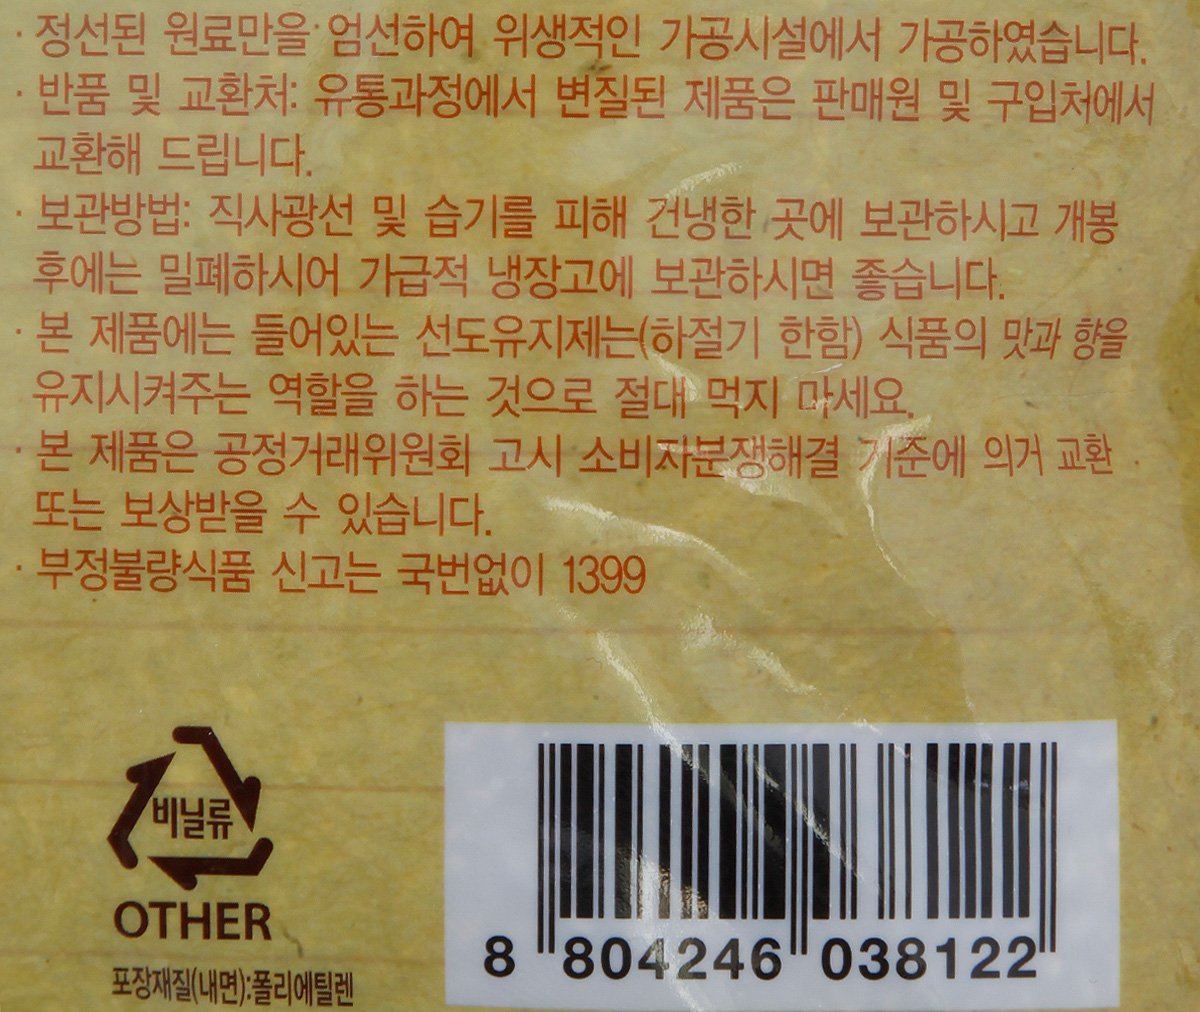 · 정선된 원료만을 엄선하여 위생적인 가공시설에서 가공하였습니다.
· 반품 및 교환처: 유통과정에서 변질된 제품은 판매원 및 구입처에서
교환해 드립니다.
· 보관방법: 직사광선 및 습기를 피해 건냉한 곳에 보관하시고 개봉
후에는 밀폐하시어 가급적 냉장고에 보관하시면 좋습니다.
· 본 제품에는 들어있는 선도유지제는(하절기 한함) 식품의 맛과 향을
유지시켜주는 역할을 하는 것으로 절대 먹지 마세요.
· 본 제품은 공정거래위원회 고시 소비자분쟁해결 기준에 의거 교환
또는 보상받을 수 있습니다.
· 부정불량식품 신고는 국번없이 1399
비닐류
OTHER
포장재질(내면):폴리에틸렌
8 804246 038122